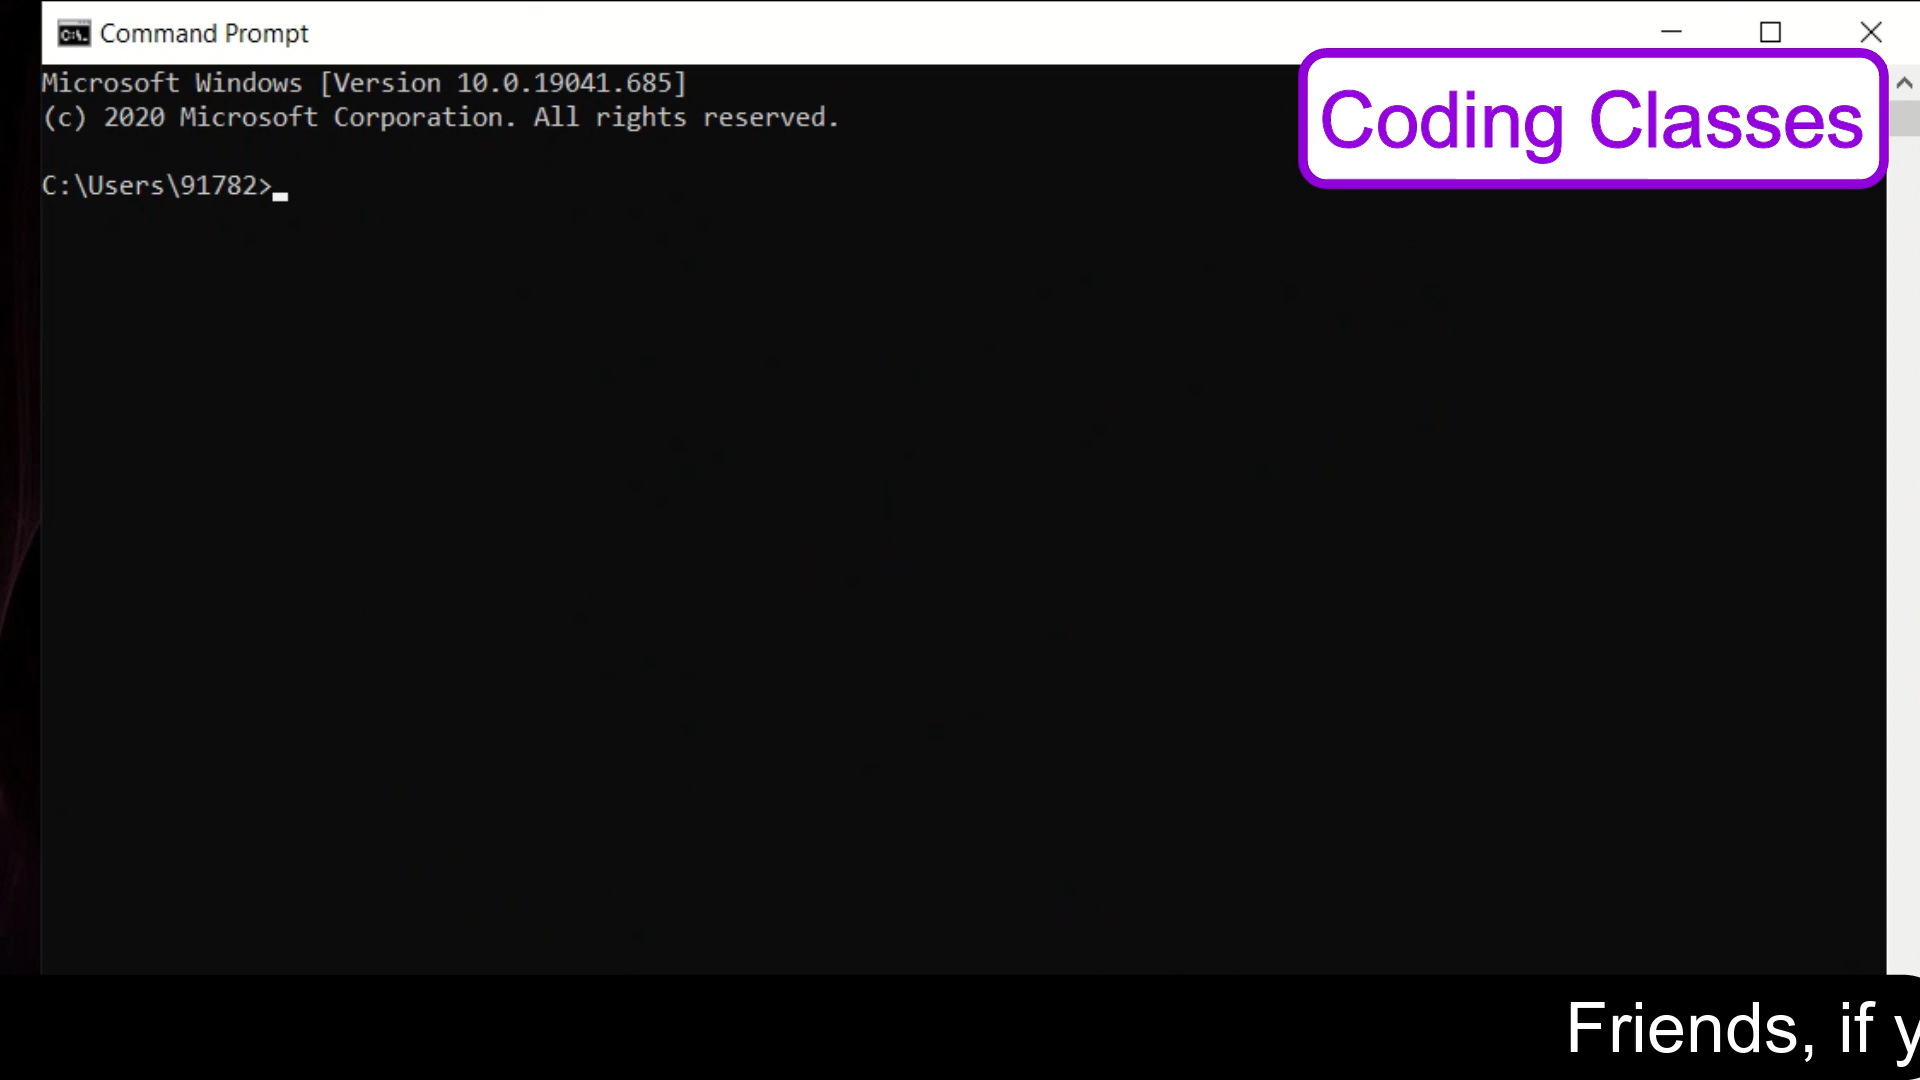 Command Prompt
Microsoft Windows [Version 10.0.19041.685]
(c) 2020 Microsoft Corporation. All rights reserved.
Coding Classes
C:\Users\91782>
Friends, if y